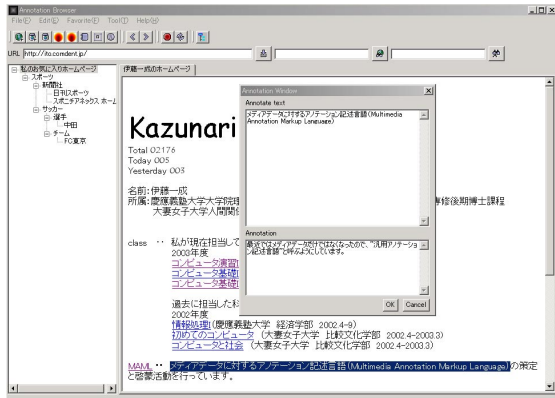 Annotation Browser
File(F) Edit(E) Favorite(F) Tool(T) Help(H)
URL http://ito.comdent.jp/
私のお気に入りホームページ
スポーツ
新聞社
日刊スポーツ
スポニチアネックス ホーム
サッカー
選手
中田
チーム
FC東京
伊藤一成のホームページ
Kazunari
Total 02176
Today 005
Yesterday 003
名前:伊藤一成
所属:慶應義塾大学大学院理 専修後期博士課程
大妻女子大学人間関係
class ・・ 私が現在担当して
2003年度
コンピュータ演習
コンピュータ基礎
コンピュータ基礎
過去に担当した科
2002年度
情報処理(慶應義塾大学 経済学部 2002.4-9)
初めてのコンピュータ (大妻女子大学 比較文化学部 2002.4-2003.3)
コンピュータと社会 (大妻女子大学 比較文化学部 2002.4-2003.3)
MAML ・・ メディアデータに対するアノテーション記述言語(Multimedia Annotation Markup Language)の策定
と啓蒙活動を行っています。
Annotation Window
Annotate text
メディアデータに対するアノテーション記述言語(Multimedia
Annotation Markup Language)
Annotation
最近ではメディアデータだけではなくなったので、"汎用アノテーショ
ン記述言語"と呼ぶようにしています。
OK Cancel